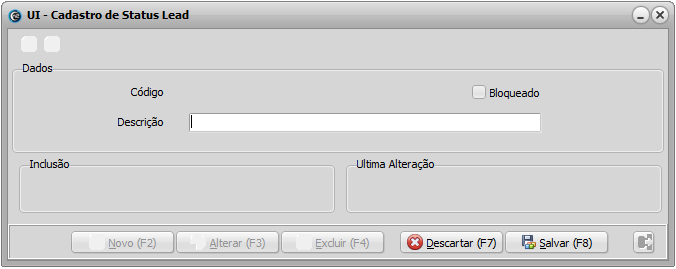 UI - Cadastro de Status Lead
Dados
Código
Bloqueado
Descrição
Inclusão
Ultima Alteração
Novo (F2)
Alterar (F3)
Excluir (F4)
Descartar (F7)
Salvar (F8)